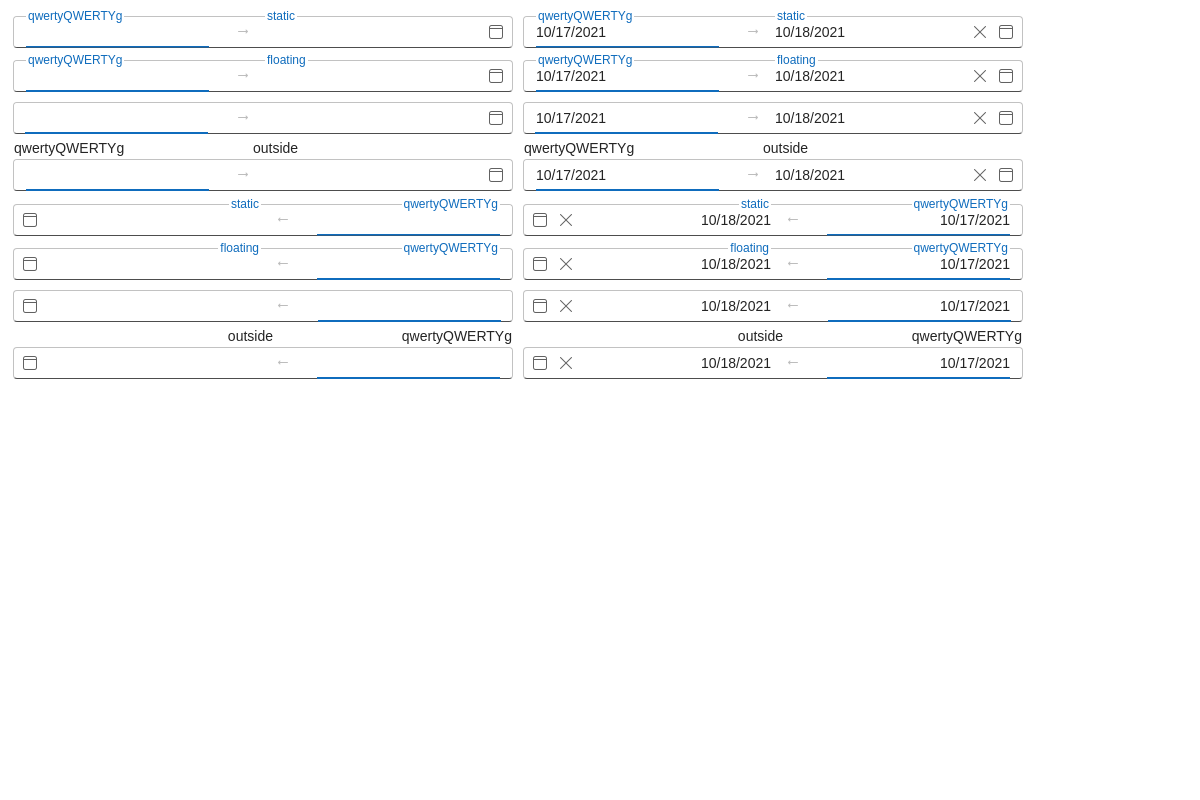 qwertyQWERTYg static qwertyQWERTYg static
→ 10/17/2021 → 10/18/2021
qwertyQWERTYg floating qwertyQWERTYg floating
→ 10/17/2021 → 10/18/2021
→ 10/17/2021 → 10/18/2021
qwertyQWERTYg outside qwertyQWERTYg outside
→ 10/17/2021 → 10/18/2021
static qwertyQWERTYg static qwertyQWERTYg
← 10/18/2021 ← 10/17/2021
floating qwertyQWERTYg floating qwertyQWERTYg
← 10/18/2021 ← 10/17/2021
← 10/18/2021 ← 10/17/2021
outside qwertyQWERTYg outside qwertyQWERTYg
← 10/18/2021 ← 10/17/2021